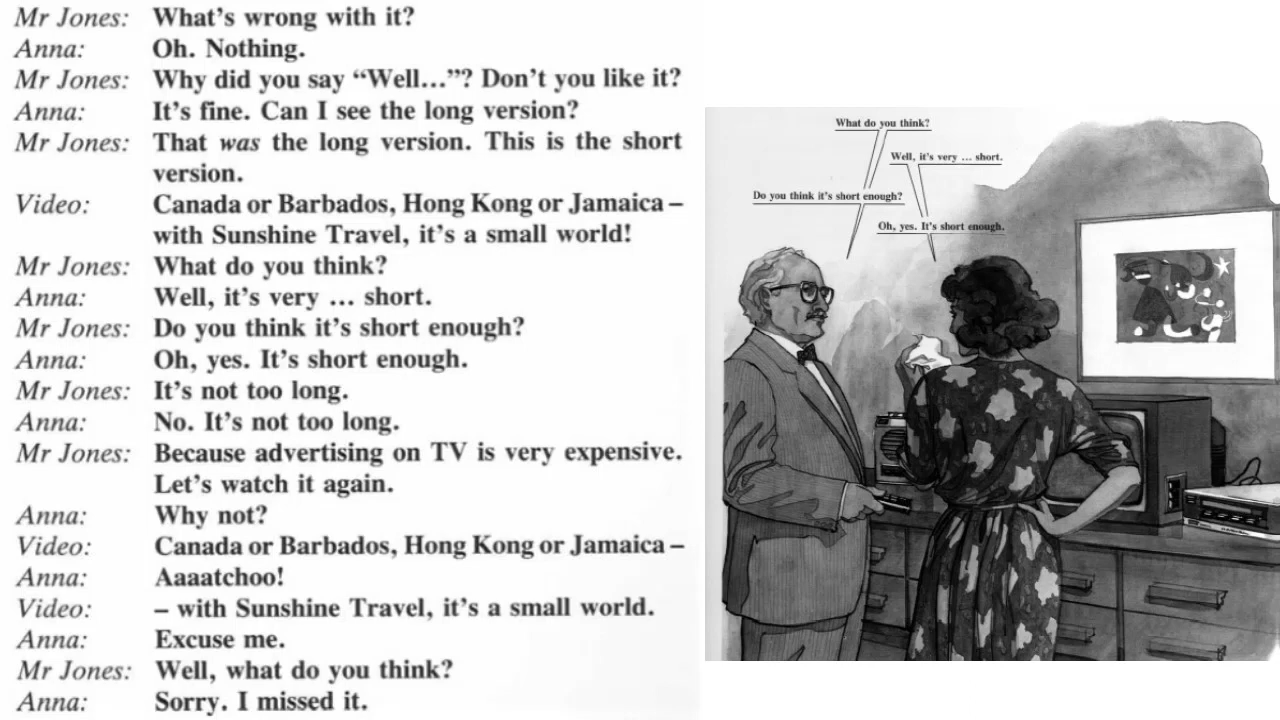 Mr Jones: What's wrong with it?
Anna: Oh. Nothing.
Mr Jones: Why did you say “Well...”? Don't you like it?
Anna: It's fine. Can I see the long version?
Mr Jones: That was the long version. This is the short
version.
Video: Canada or Barbados, Hong Kong or Jamaica –
with Sunshine Travel, it's a small world!
Mr Jones: What do you think?
Anna: Well, it's very ... short.
Mr Jones: Do you think it's short enough?
Anna: Oh, yes. It's short enough.
Mr Jones: It's not too long.
Anna: No. It's not too long.
Mr Jones: Because advertising on TV is very expensive.
Let's watch it again.
Anna: Why not?
Video: Canada or Barbados, Hong Kong or Jamaica –
Anna: Aaaatchoo!
Video: – with Sunshine Travel, it's a small world.
Anna: Excuse me.
Mr Jones: Well, what do you think?
Anna: Sorry. I missed it.
What do you think?
Well, it's very ... short.
Do you think it's short enough?
Oh, yes. It's short enough.